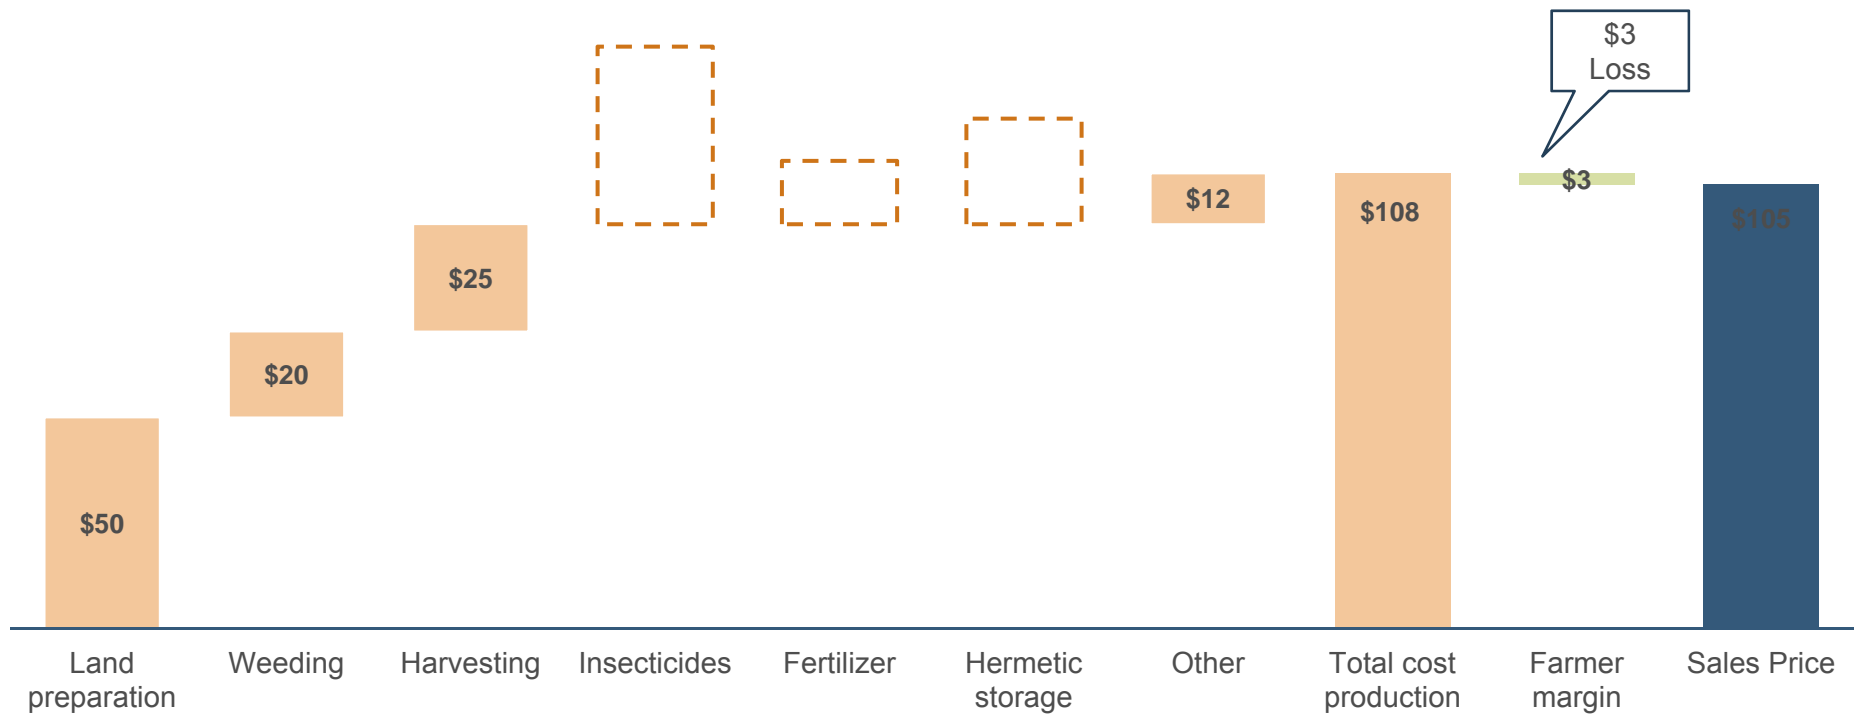 $3
Loss
$3
$12
$108
$105
$25
$20
$50
Land
preparation
Weeding
Harvesting
Insecticides
Fertilizer
Hermetic
storage
Other
Total cost
production
Farmer
margin
Sales Price